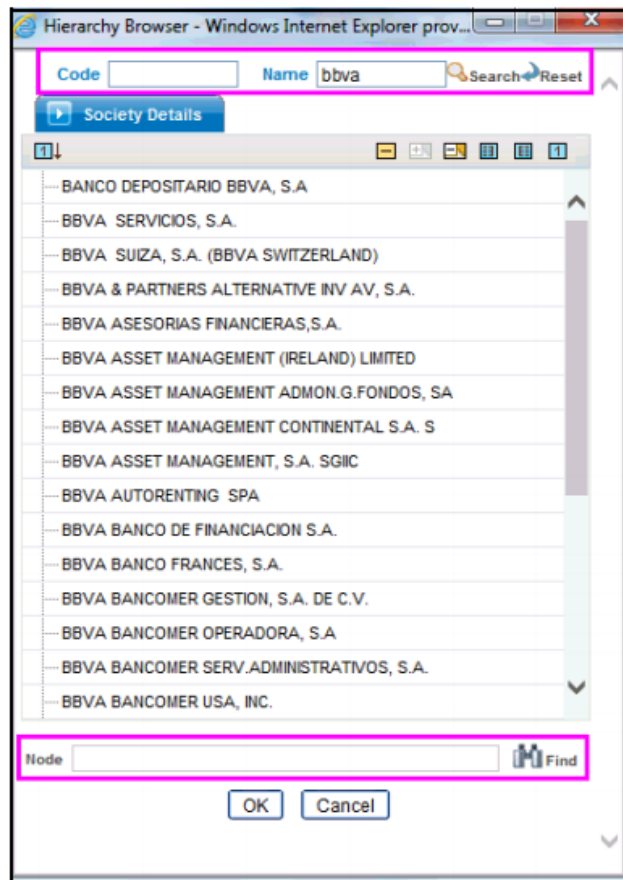 Hierarchy Browser - Windows Internet Explorer prov...
Code Name bbva Search Reset
Society Details
1 1
BANCO DEPOSITARIO BBVA, S.A
BBVA  SERVICIOS, S.A.
BBVA  SUIZA, S.A. (BBVA SWITZERLAND)
BBVA & PARTNERS ALTERNATIVE INV AV, S.A.
BBVA ASESORIAS FINANCIERAS,S.A.
BBVA ASSET MANAGEMENT (IRELAND) LIMITED
BBVA ASSET MANAGEMENT ADMON.G.FONDOS, SA
BBVA ASSET MANAGEMENT CONTINENTAL S.A. S
BBVA ASSET MANAGEMENT, S.A. SGIIC
BBVA AUTORENTING  SPA
BBVA BANCO DE FINANCIACION S.A.
BBVA BANCO FRANCES, S.A.
BBVA BANCOMER GESTION, S.A. DE C.V.
BBVA BANCOMER OPERADORA, S.A
BBVA BANCOMER SERV.ADMINISTRATIVOS, S.A.
BBVA BANCOMER USA, INC.
Node Find
OK Cancel